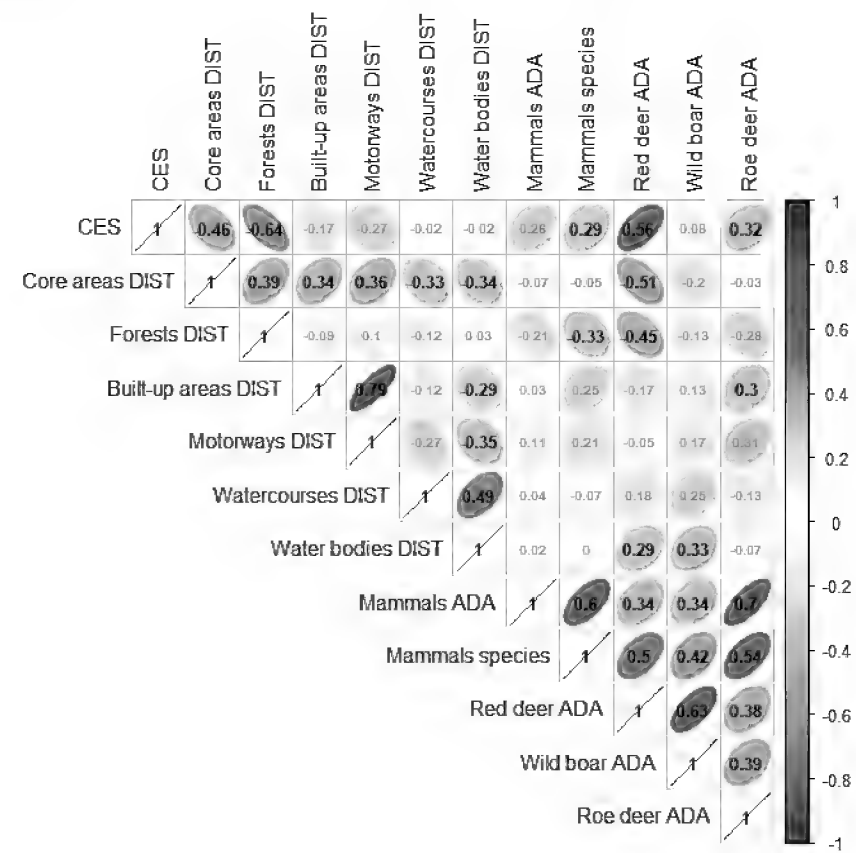 CES
Core areas DIST
Forests DIST
Built-up areas DIST
Motorways DIST
Watercourses DIST
Water bodies DIST
Mammals ADA
Mammals species
Red deer ADA
Wild boar ADA
Roe deer ADA
CES 1 -0.46 -0.64 -0.17 -0.27 -0.02 -0.02 0.26 0.29 0.56 0.08 0.32
Core areas DIST 1 0.39 0.34 0.36 -0.33 -0.34 -0.07 -0.05 -0.51 -0.2 -0.03
Forests DIST 1 -0.09 0.1 -0.12 0.03 -0.21 -0.33 -0.45 -0.13 -0.28
Built-up areas DIST 1 0.79 -0.12 -0.29 0.03 0.25 -0.17 0.13 0.3
Motorways DIST 1 -0.27 -0.35 0.11 0.21 -0.05 0.17 0.31
Watercourses DIST 1 0.49 0.04 -0.07 0.18 0.25 -0.13
Water bodies DIST 1 0.02 0 0.29 0.33 -0.07
Mammals ADA 1 0.6 0.34 0.34 0.7
Mammals species 1 0.5 0.42 0.54
Red deer ADA 1 0.63 0.38
Wild boar ADA 1 0.39
Roe deer ADA 1
1
0.8
0.6
0.4
0.2
0
-0.2
-0.4
-0.6
-0.8
-1